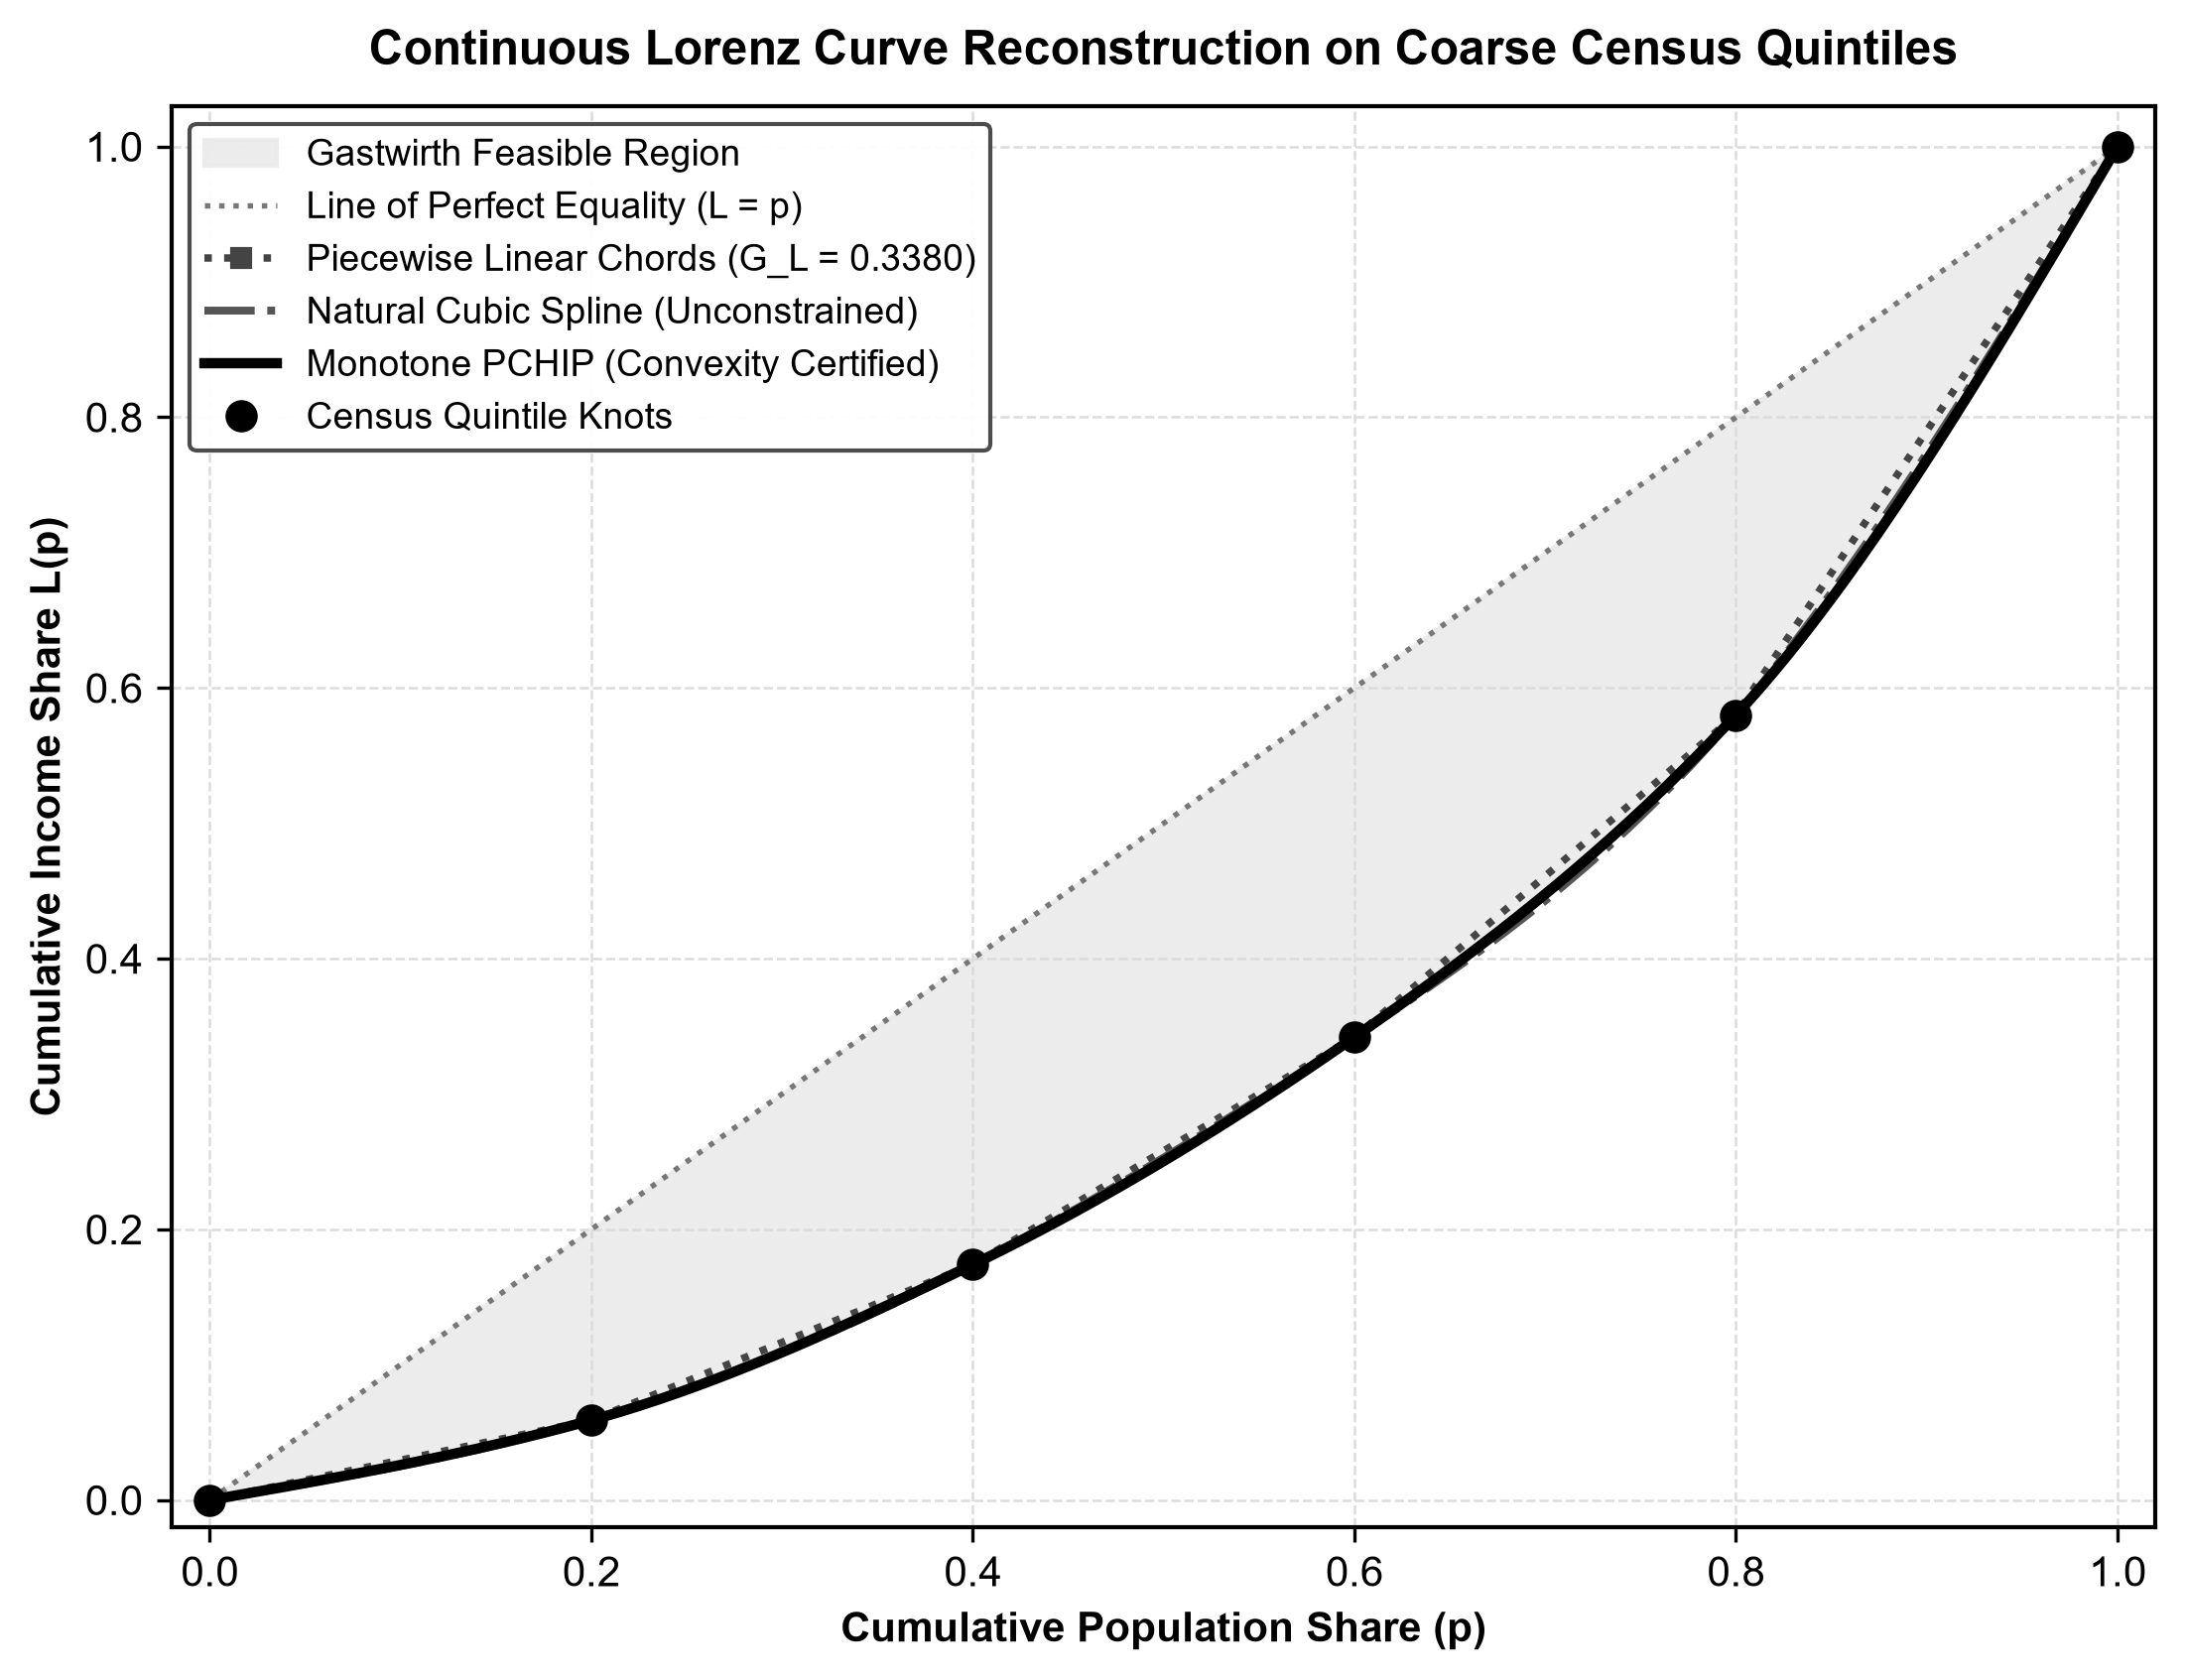 Continuous Lorenz Curve Reconstruction on Coarse Census Quintiles
Gastwirth Feasible Region
Line of Perfect Equality (L = p)
Piecewise Linear Chords (G_L = 0.3380)
Natural Cubic Spline (Unconstrained)
Monotone PCHIP (Convexity Certified)
Census Quintile Knots
Cumulative Income Share L(p)
1.0
0.8
0.6
0.4
0.2
0.0
0.0 0.2 0.4 0.6 0.8 1.0
Cumulative Population Share (p)